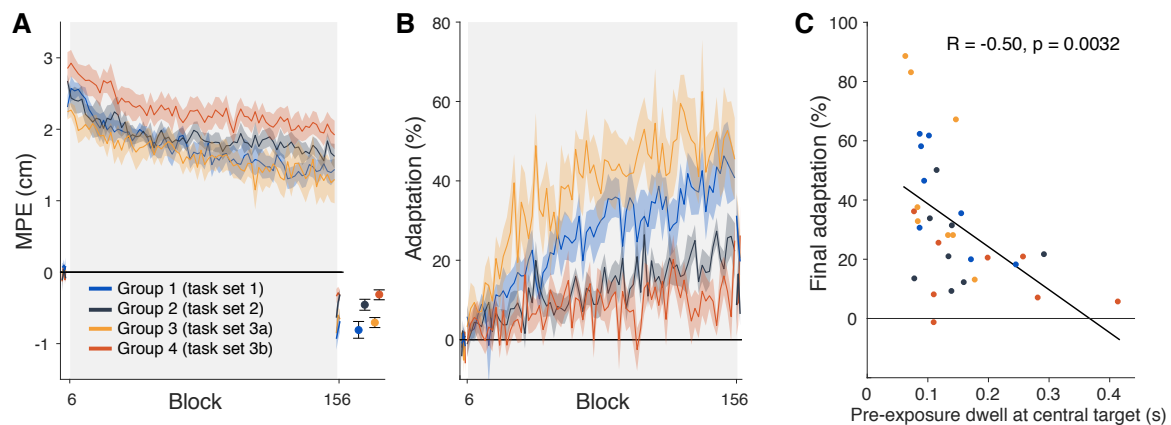 A
MPE (cm)
3
2
1
0
-1
Group 1 (task set 1)
Group 2 (task set 2)
Group 3 (task set 3a)
Group 4 (task set 3b)
6
156
Block
B
Adaptation (%)
80
60
40
20
0
6
156
Block
C
Final adaptation (%)
100
80
60
40
20
0
R = -0.50, p = 0.0032
0
0.1
0.2
0.3
0.4
Pre-exposure dwell at central target (s)